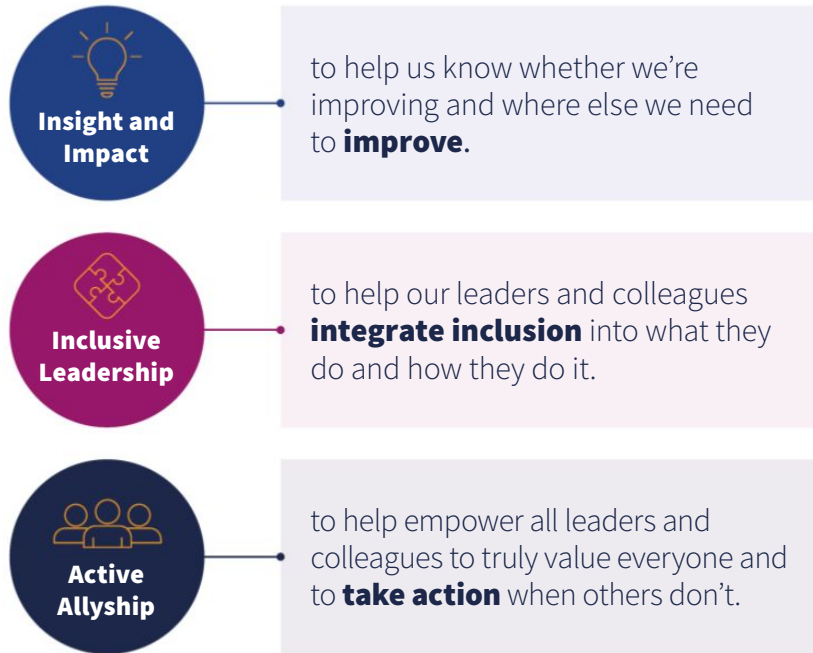 Insight and
Impact
to help us know whether we’re
improving and where else we need
to improve.
Inclusive
Leadership
to help our leaders and colleagues
integrate inclusion into what they
do and how they do it.
Active
Allyship
to help empower all leaders and
colleagues to truly value everyone and
to take action when others don’t.